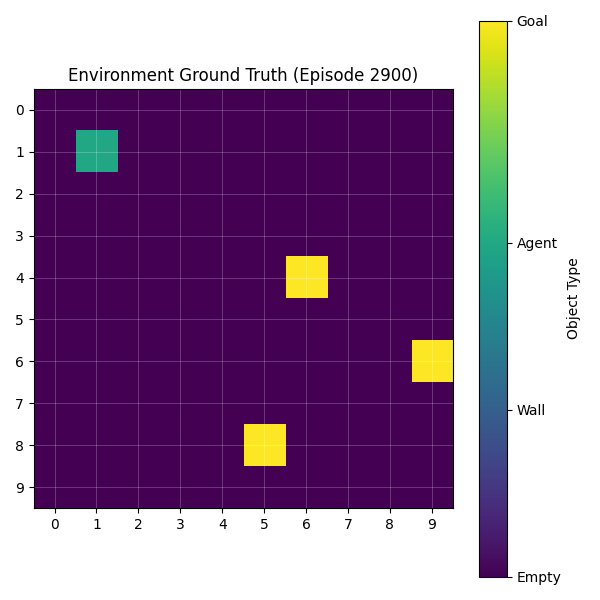 Environment Ground Truth (Episode 2900)
0
1
2
3
4
5
6
7
8
9
0 1 2 3 4 5 6 7 8 9
Goal
Agent
Wall
Empty
Object Type